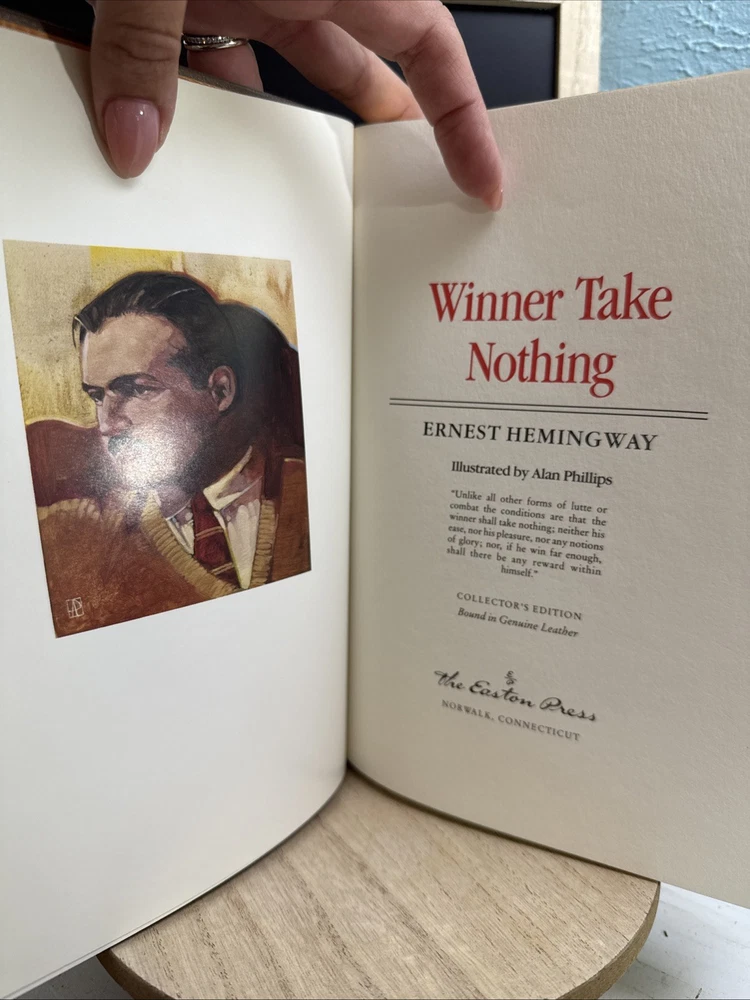 Winner Take
Nothing
ERNEST HEMINGWAY
Illustrated by Alan Phillips
"Unlike all other forms of lutte or
combat the conditions are that the
winner shall take nothing; neither his
ease, nor his pleasure, nor any notions
of glory; nor, if he win far enough,
shall there be any reward within
himself."
COLLECTOR'S EDITION
Bound in Genuine Leather
The Easton Press
NORWALK, CONNECTICUT